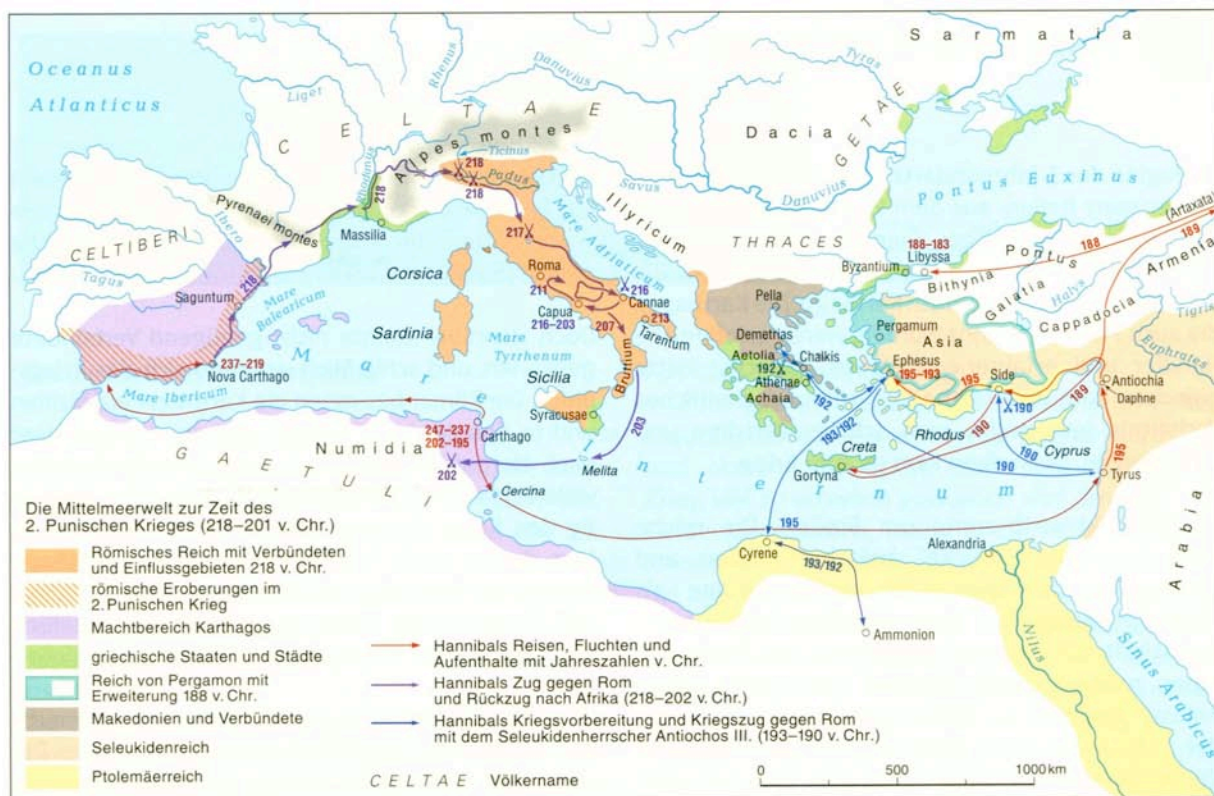 Sarmatia
Oceanus
Atlanticus
Liger
Rhenus
Danuvius
Tyras
CELTAE
GETAE
Dacia
Alpes montes
Ticinus
Padus
218
218
218
Rhodanus
Savus
Danuvius
Pontus Euxinus
Illyricum
Mare Adriaticum
Pyrenaei montes
Ibero
CELTIBERI
Massilia
217
THRACES
188–183
Libyssa
188
(Artaxata)
189
Pontus
Armenia
Byzantium
Bithynia
Galatia
Halys
Cappadocia
Tigris
Euphrates
Tagus
Saguntum
218
Mare
Balearicum
Corsica
Roma
211
216
Cannae
Capua
216–203
213
Tarentum
207
Bruttium
Pella
Demetrias
Pergamum
Asia
Sardinia
Mare
Tyrrhenum
Aetolia
Chalkis
192
Athenae
Achaia
192
Ephesus
195–193
195
Side
190
189
Antiochia
Daphne
237–219
Nova Carthago
Mare Ibericum
Mare Internum
Sicilia
Syracusae
203
193/192
Rhodus
190
Cyprus
195
Creta
Gortyna
190
190
Tyrus
Numidia
247–237
202–195
Carthago
202
Melita
GAETULI
Cercina
195
Cyrene
193/192
Alexandria
Ammonion
Nilus
Arabia
Sinus Arabicus
Die Mittelmeerwelt zur Zeit des
2. Punischen Krieges (218–201 v. Chr.)
Römisches Reich mit Verbündeten
und Einflussgebieten 218 v. Chr.
römische Eroberungen im
2. Punischen Krieg
Machtbereich Karthagos
griechische Staaten und Städte
Reich von Pergamon mit
Erweiterung 188 v. Chr.
Makedonien und Verbündete
Seleukidenreich
Ptolemäerreich
Hannibals Reisen, Fluchten und
Aufenthalte mit Jahreszahlen v. Chr.
Hannibals Zug gegen Rom
und Rückzug nach Afrika (218–202 v. Chr.)
Hannibals Kriegsvorbereitung und Kriegszug gegen Rom
mit dem Seleukidenherrscher Antiochos III. (193–190 v. Chr.)
CELTAE Völkername
0 500 1000 km